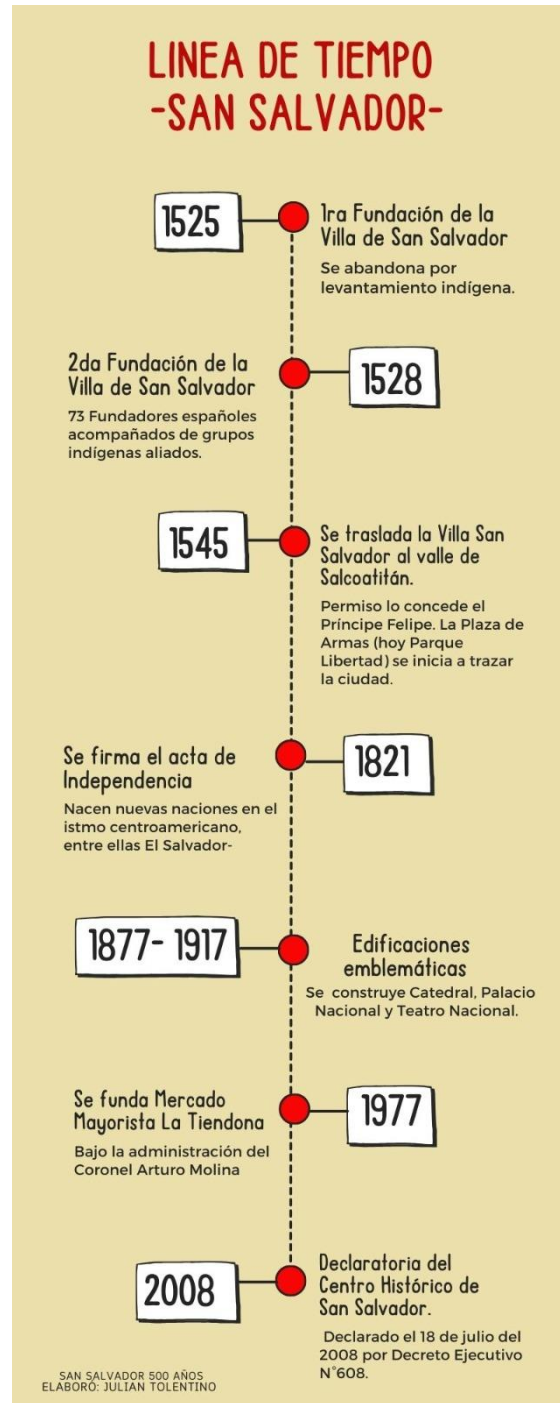 LINEA DE TIEMPO
-SAN SALVADOR-
1525
1ra Fundación de la
Villa de San Salvador
Se abandona por
levantamiento indígena.
2da Fundación de la
Villa de San Salvador
73 Fundadores españoles
acompañados de grupos
indígenas aliados.
1528
1545
Se traslada la Villa San
Salvador al valle de
Salcoatitán.
Permiso lo concede el
Príncipe Felipe. La Plaza de
Armas (hoy Parque
Libertad) se inicia a trazar
la ciudad.
Se firma el acta de
Independencia
Nacen nuevas naciones en el
istmo centroamericano,
entre ellas El Salvador-
1821
1877- 1917
Edificaciones
emblemáticas
Se construye Catedral, Palacio
Nacional y Teatro Nacional.
Se funda Mercado
Mayorista La Tiendona
Bajo la administración del
Coronel Arturo Molina
1977
2008
Declaratoria del
Centro Histórico de
San Salvador.
Declarado el 18 de julio del
2008 por Decreto Ejecutivo
N°608.
SAN SALVADOR 500 AÑOS
ELABORÓ: JULIAN TOLENTINO